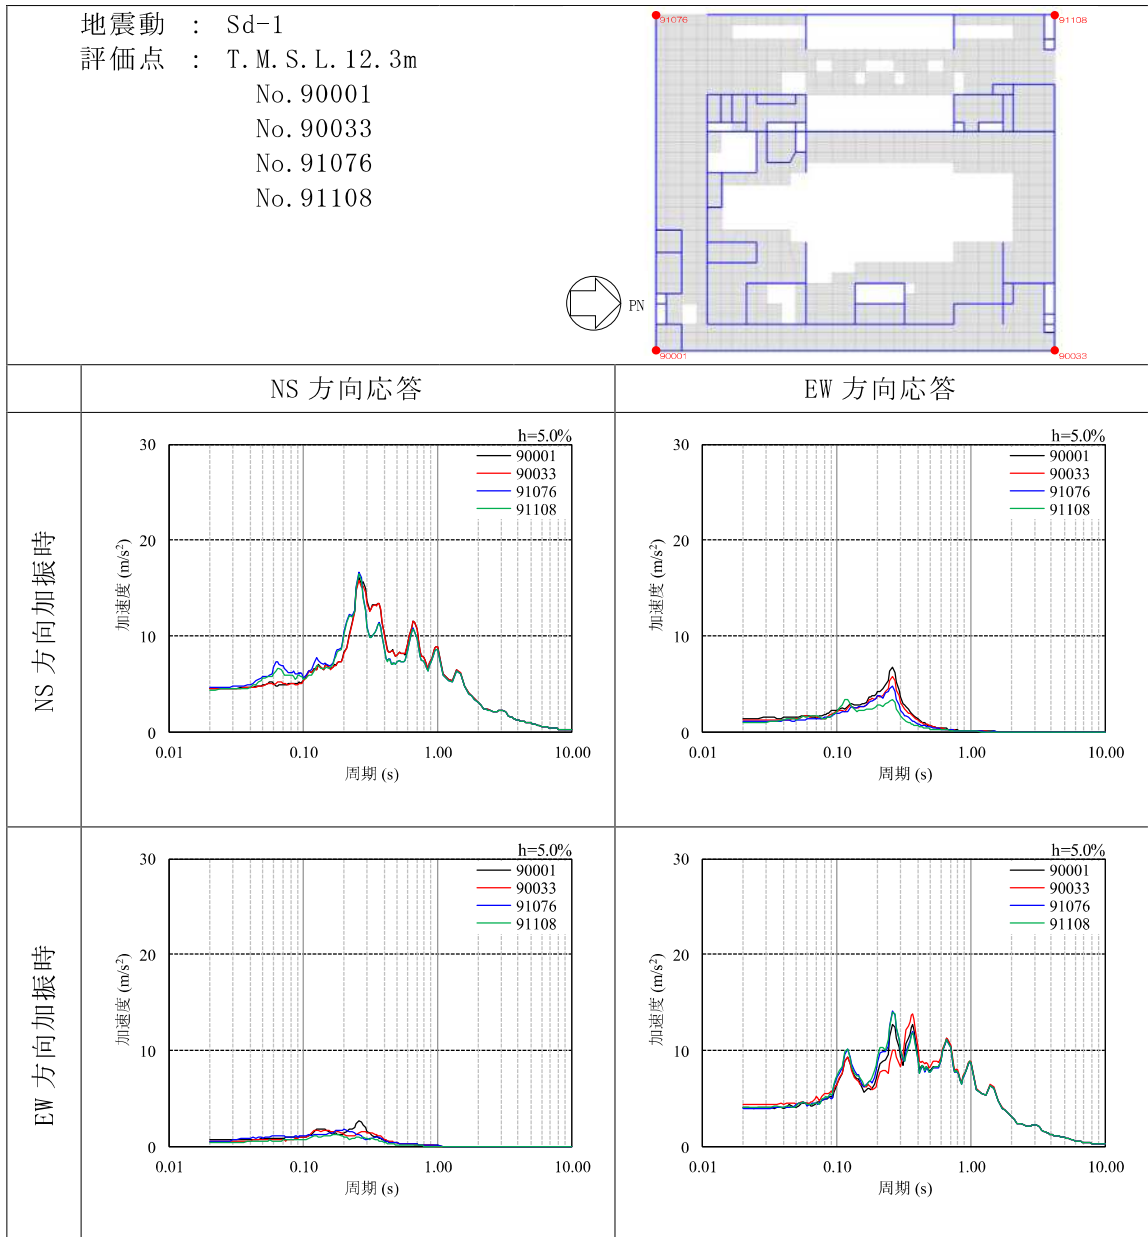 地震動 : Sd-1
評価点 : T.M.S.L.12.3m
No.90001
No.90033
No.91076
No.91108
91076
91108
PN
90001
90033
NS 方向応答
EW 方向応答
NS 方向加振時
h=5.0%
90001
90033
91076
91108
30
20
10
0
加速度 (m/s²)
0.01
0.10
1.00
10.00
周期 (s)
h=5.0%
90001
90033
91076
91108
30
20
10
0
加速度 (m/s²)
0.01
0.10
1.00
10.00
周期 (s)
EW 方向加振時
h=5.0%
90001
90033
91076
91108
30
20
10
0
加速度 (m/s²)
0.01
0.10
1.00
10.00
周期 (s)
h=5.0%
90001
90033
91076
91108
30
20
10
0
加速度 (m/s²)
0.01
0.10
1.00
10.00
周期 (s)